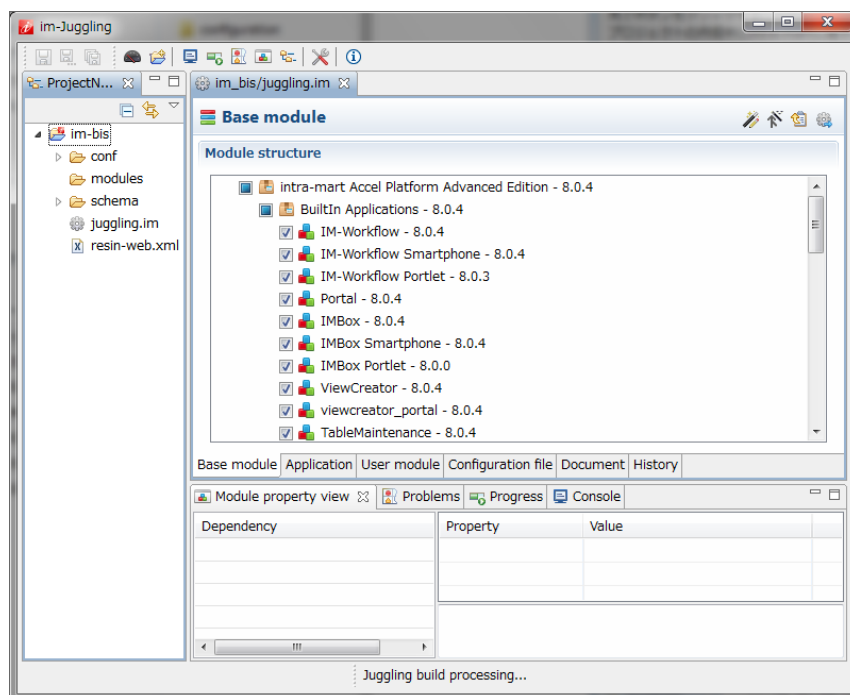 im-Juggling
ProjectN...
im_bis/juggling.im
im-bis
conf
modules
schema
juggling.im
resin-web.xml
Base module
Module structure
intra-mart Accel Platform Advanced Edition - 8.0.4
BuiltIn Applications - 8.0.4
IM-Workflow - 8.0.4
IM-Workflow Smartphone - 8.0.4
IM-Workflow Portlet - 8.0.3
Portal - 8.0.4
IMBox - 8.0.4
IMBox Smartphone - 8.0.4
IMBox Portlet - 8.0.0
ViewCreator - 8.0.4
viewcreator_portal - 8.0.4
TableMaintenance - 8.0.4
Base module Application User module Configuration file Document History
Module property view Problems Progress Console
Dependency Property Value
Juggling build processing...